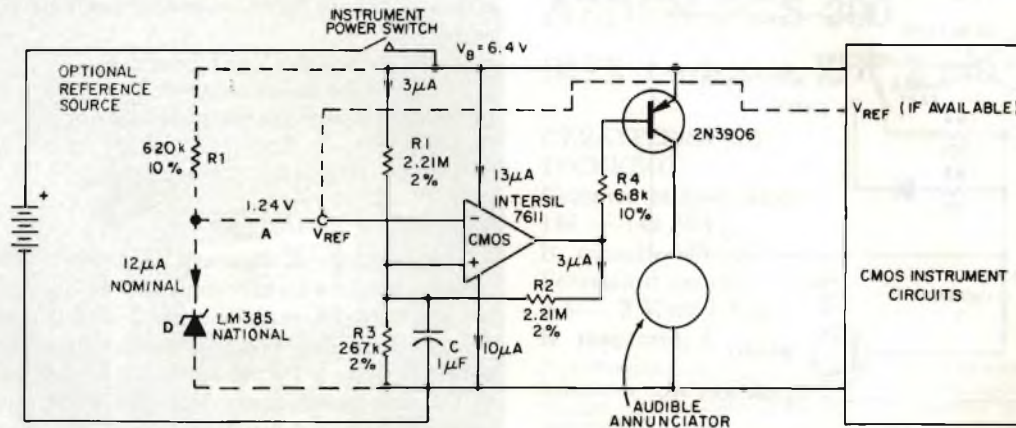 INSTRUMENT
POWER SWITCH
V_B = 6.4V
OPTIONAL
REFERENCE
SOURCE
3μA
620k
10%
R1
R1
2.21M
2%
13μA
INTERSIL
7611
2N3906
V_REF (IF AVAILABLE)
R4
6.8k
10%
1.24V
A
V_REF
-
CMOS
+
3μA
+
12μA
NOMINAL
D
LM385
NATIONAL
R2
2.21M
2%
R3
267k
2%
C
1μF
10μA
CMOS INSTRUMENT
CIRCUITS
AUDIBLE
ANNUNCIATOR